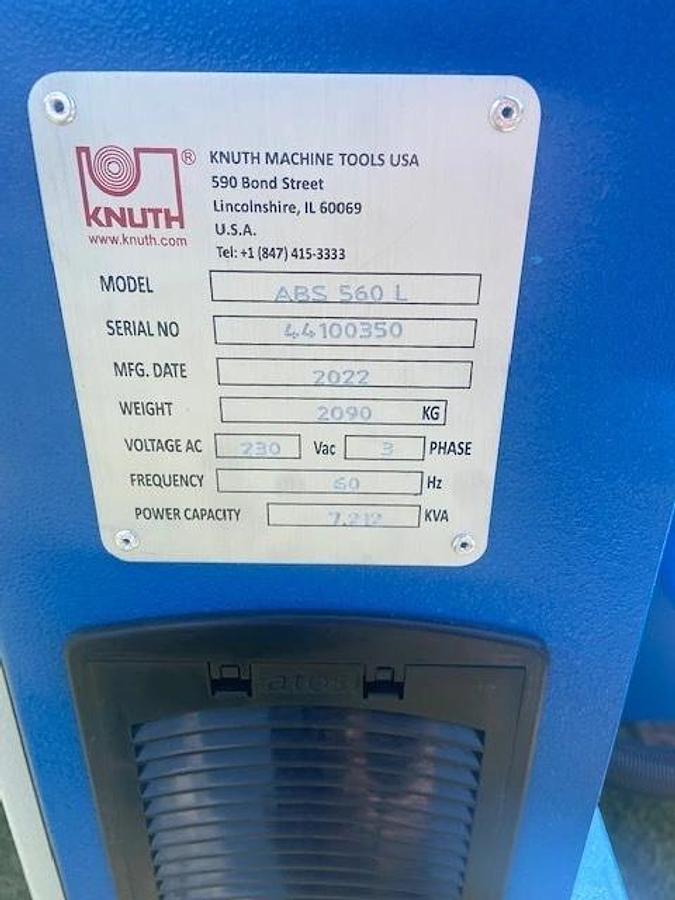 ® KNUTH MACHINE TOOLS USA
590 Bond Street
Lincolnshire, IL 60069
U.S.A.
Tel: +1 (847) 415-3333
KNUTH
www.knuth.com
MODEL ABS 560 L
SERIAL NO 44100350
MFG. DATE 2022
WEIGHT 2090 KG
VOLTAGE AC 230 Vac 3 PHASE
FREQUENCY 60 Hz
POWER CAPACITY 7.212 KVA